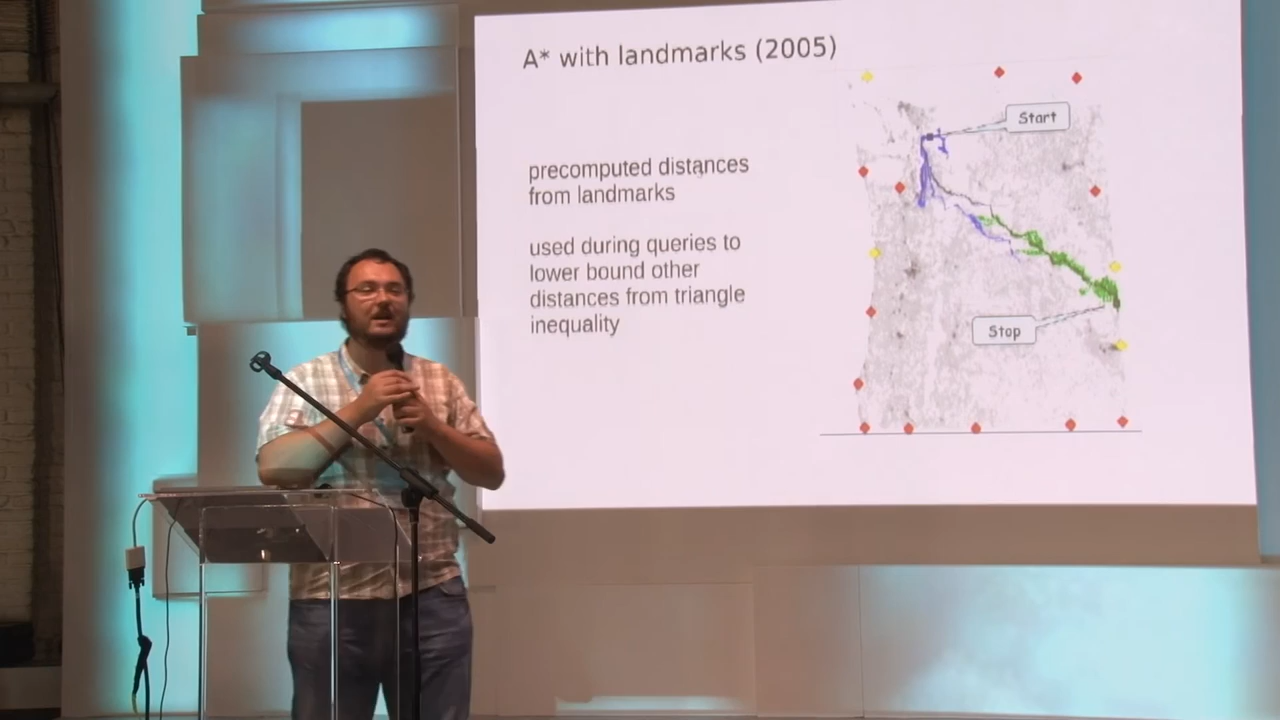 A* with landmarks (2005)
precomputed distances
from landmarks
used during queries to
lower bound other
distances from triangle
inequality
Start
Stop